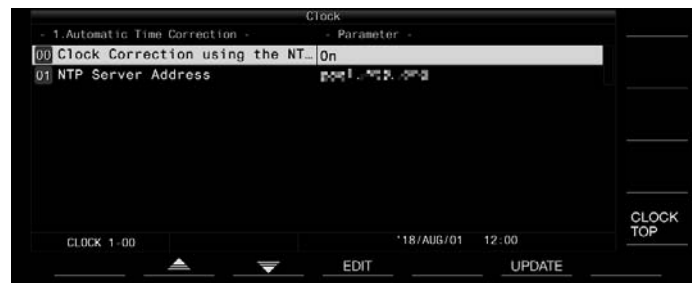 Clock
- 1.Automatic Time Correction - - Parameter -
00 Clock Correction using the NT… On
01 NTP Server Address
CLOCK TOP
CLOCK 1-00 '18/AUG/01 12:00
EDIT UPDATE